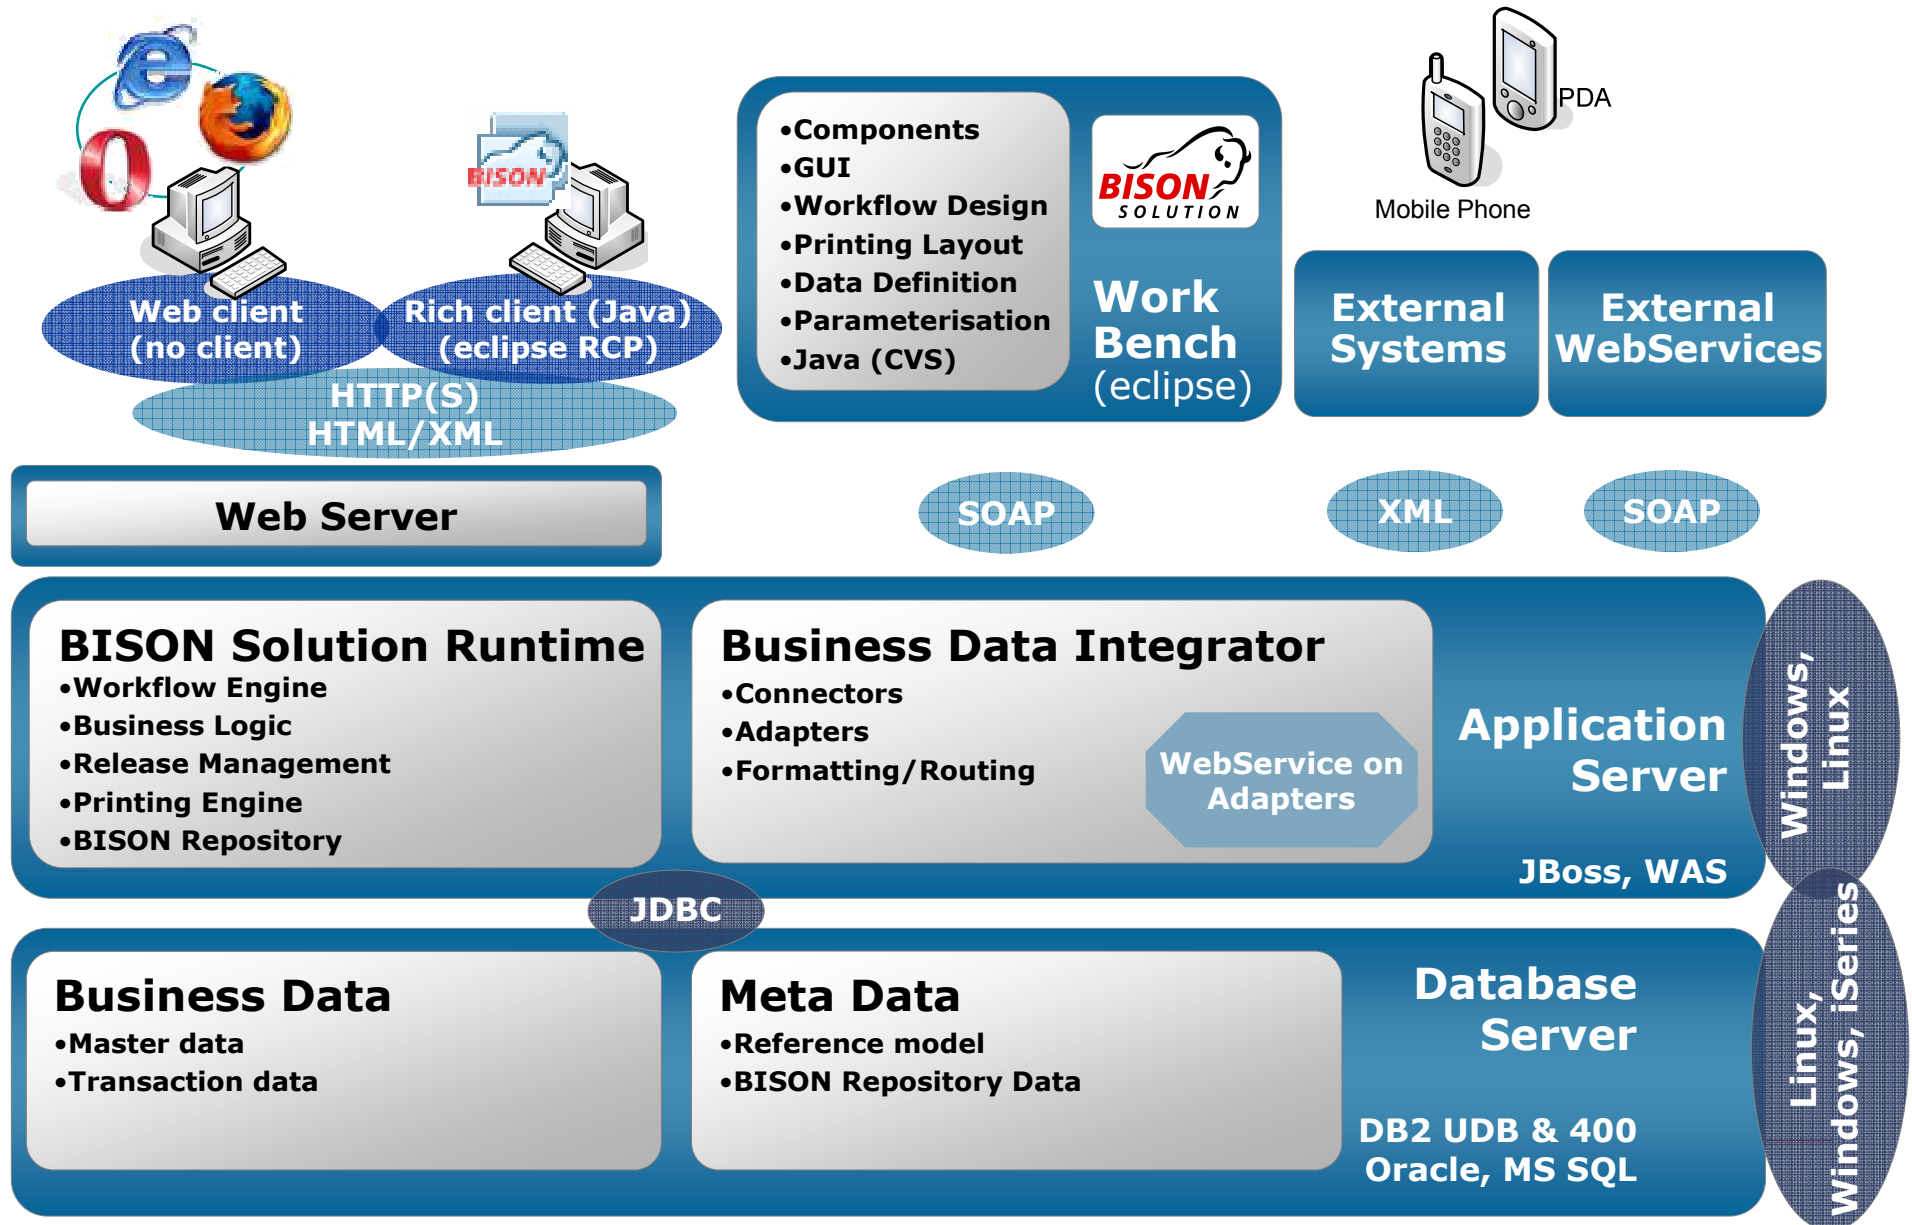 BISON
Web client
(no client)
Rich client (Java)
(eclipse RCP)
HTTP(S)
HTML/XML
•Components
•GUI
•Workflow Design
•Printing Layout
•Data Definition
•Parameterisation
•Java (CVS)
BISON
SOLUTION
Work
Bench
(eclipse)
PDA
Mobile Phone
External
Systems
External
WebServices
Web Server
SOAP
XML
SOAP
BISON Solution Runtime
•Workflow Engine
•Business Logic
•Release Management
•Printing Engine
•BISON Repository
Business Data Integrator
•Connectors
•Adapters
•Formatting/Routing
WebService on
Adapters
Application
Server
JBoss, WAS
Windows,
Linux
JDBC
Business Data
•Master data
•Transaction data
Meta Data
•Reference model
•BISON Repository Data
Database
Server
DB2 UDB & 400
Oracle, MS SQL
Linux,
Windows, iSeries